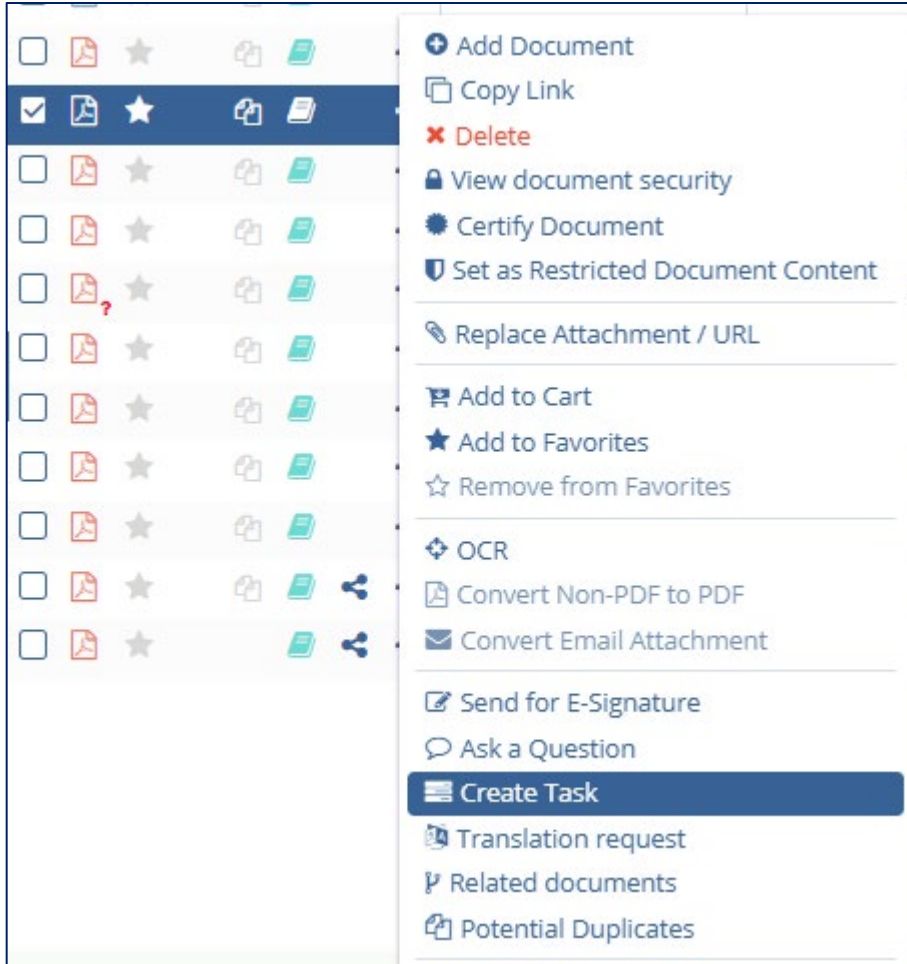 Add Document
Copy Link
Delete
View document security
Certify Document
Set as Restricted Document Content
?
Replace Attachment / URL
Add to Cart
Add to Favorites
Remove from Favorites
OCR
Convert Non-PDF to PDF
Convert Email Attachment
Send for E-Signature
Ask a Question
Create Task
Translation request
Related documents
Potential Duplicates